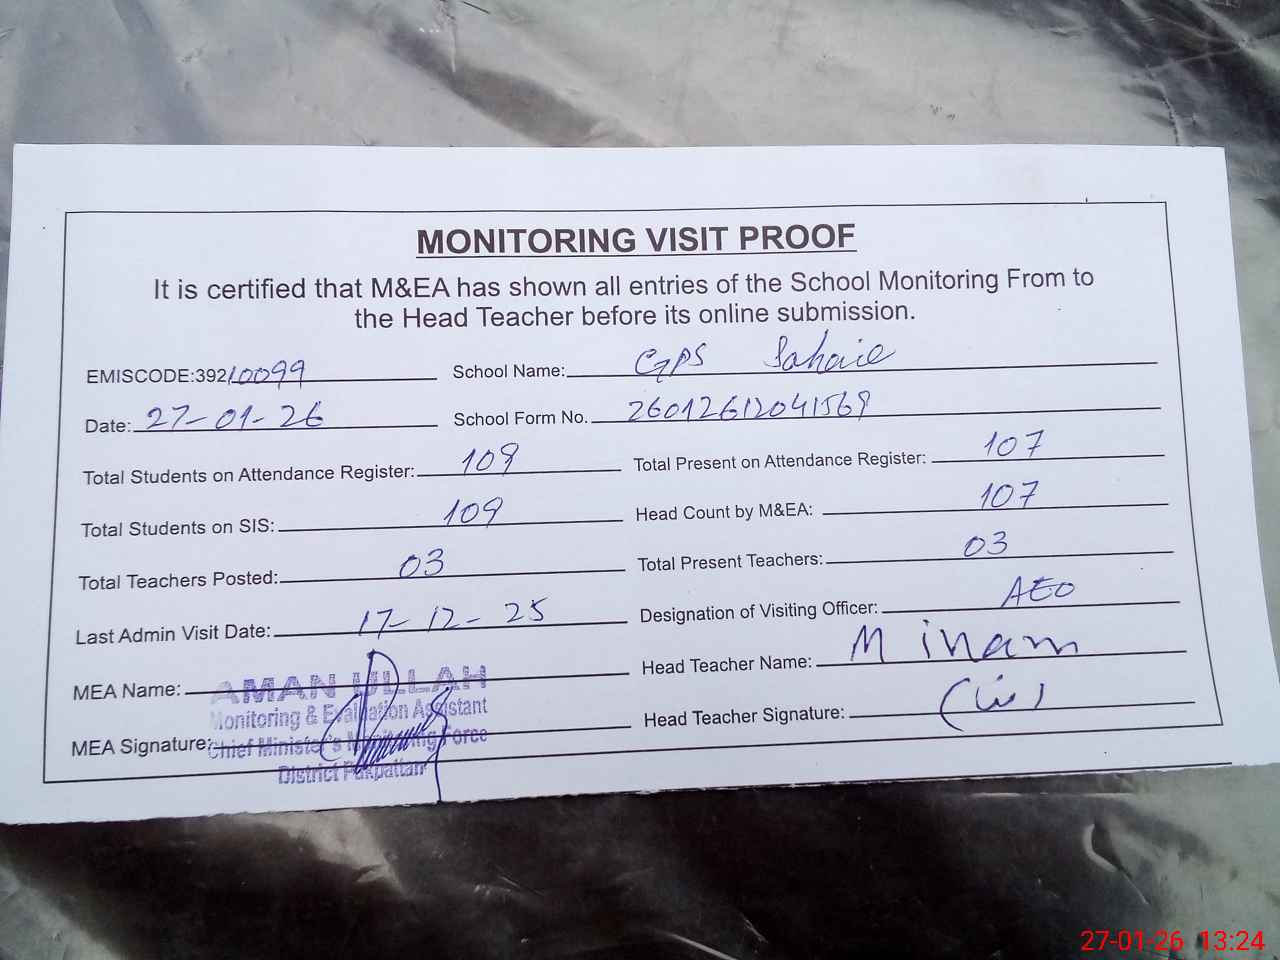 MONITORING VISIT PROOF
It is certified that M&EA has shown all entries of the School Monitoring From to
the Head Teacher before its online submission.
EMISCODE:39210099 School Name: GPS Sahaie
Date: 27-01-26 School Form No. 26012612041569
Total Students on Attendance Register: 109 Total Present on Attendance Register: 107
Total Students on SIS: 109 Head Count by M&EA: 107
Total Teachers Posted: 03 Total Present Teachers: 03
Last Admin Visit Date: 17-12-25 Designation of Visiting Officer: AEO
MEA Name: AMAN ULLAH Head Teacher Name: M inam
Monitoring & Evaluation Assistant
MEA Signature: Chief Minister's Monitoring Force Head Teacher Signature:
District Pakpattan
27-01-26 13:24